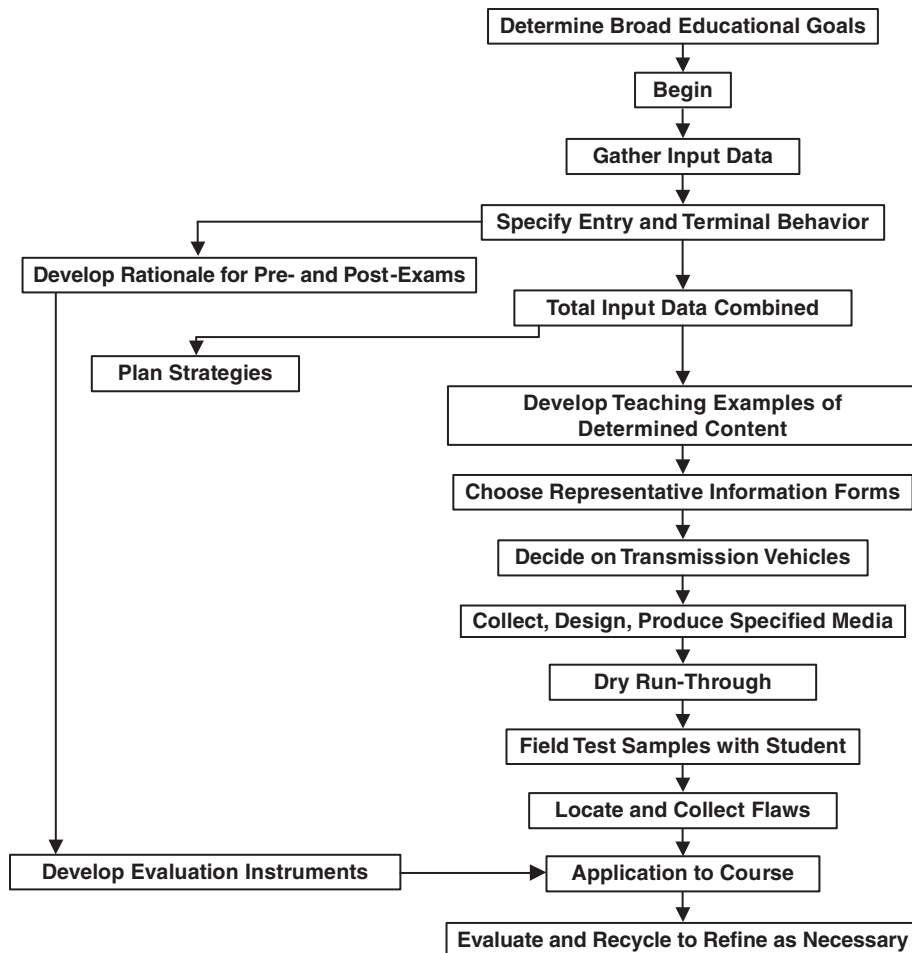 Determine Broad Educational Goals
Begin
Gather Input Data
Specify Entry and Terminal Behavior
Develop Rationale for Pre- and Post-Exams
Total Input Data Combined
Plan Strategies
Develop Teaching Examples of
Determined Content
Choose Representative Information Forms
Decide on Transmission Vehicles
Collect, Design, Produce Specified Media
Dry Run-Through
Field Test Samples with Student
Locate and Collect Flaws
Develop Evaluation Instruments
Application to Course
Evaluate and Recycle to Refine as Necessary